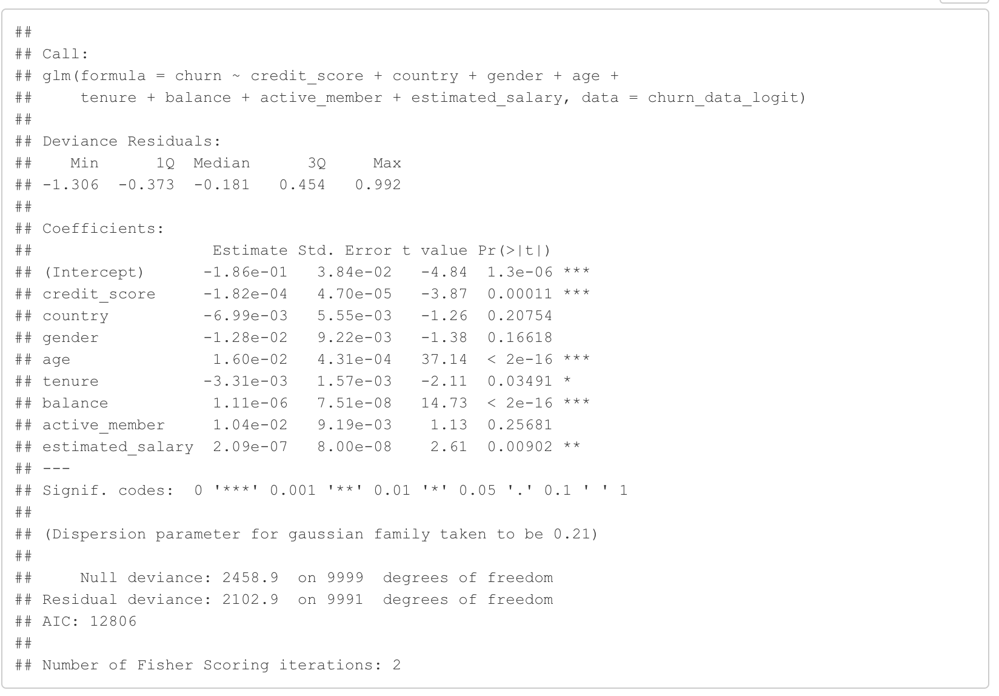 ##
## Call:
## glm(formula = churn ~ credit_score + country + gender + age +
##     tenure + balance + active_member + estimated_salary, data = churn_data_logit)
##
## Deviance Residuals:
##    Min      1Q  Median      3Q     Max
## -1.306  -0.373  -0.181   0.454   0.992
##
## Coefficients:
##                   Estimate Std. Error t value Pr(>|t|)
## (Intercept)      -1.86e-01   3.84e-02   -4.84  1.3e-06 ***
## credit_score     -1.82e-04   4.70e-05   -3.87  0.00011 ***
## country          -6.99e-03   5.55e-03   -1.26  0.20754
## gender           -1.28e-02   9.22e-03   -1.38  0.16618
## age               1.60e-02   4.31e-04   37.14  < 2e-16 ***
## tenure           -3.31e-03   1.57e-03   -2.11  0.03491 *
## balance           1.11e-06   7.51e-08   14.73  < 2e-16 ***
## active_member     1.04e-02   9.19e-03    1.13  0.25681
## estimated_salary  2.09e-07   8.00e-08    2.61  0.00902 **
## ---
## Signif. codes:  0 '***' 0.001 '**' 0.01 '*' 0.05 '.' 0.1 ' ' 1
##
## (Dispersion parameter for gaussian family taken to be 0.21)
##
##     Null deviance: 2458.9  on 9999  degrees of freedom
## Residual deviance: 2102.9  on 9991  degrees of freedom
## AIC: 12806
##
## Number of Fisher Scoring iterations: 2